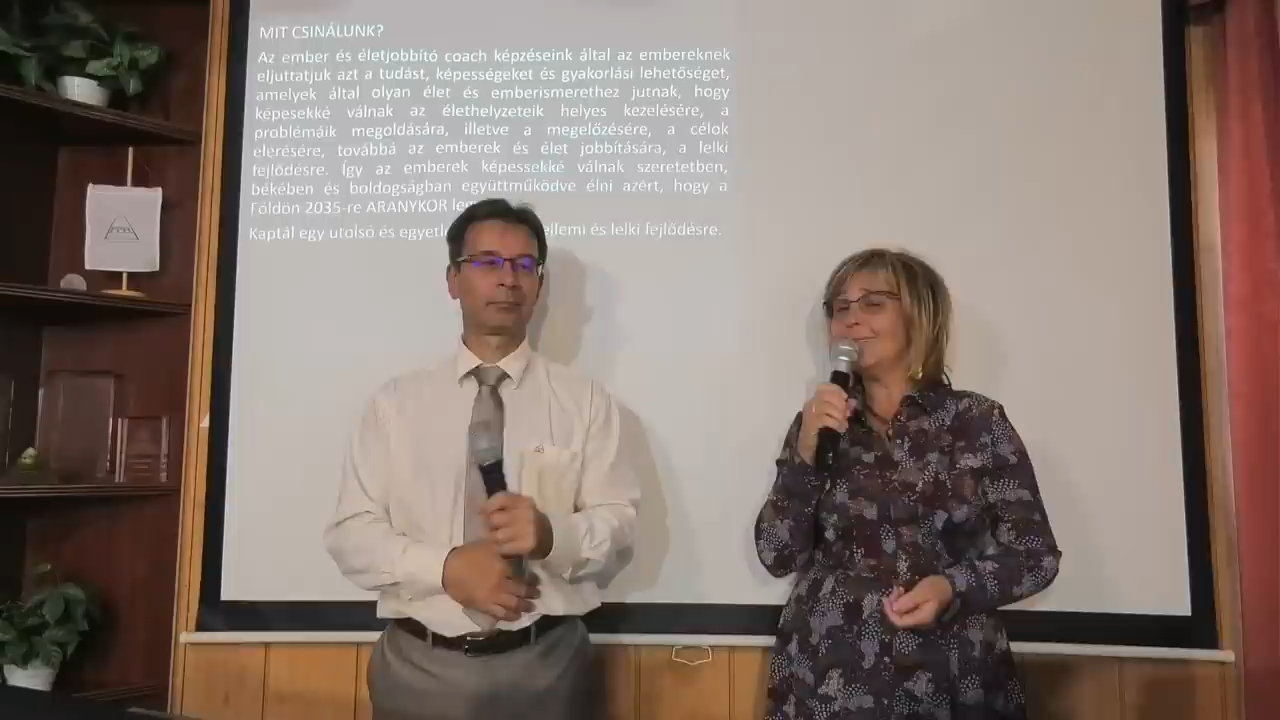 MIT CSINÁLUNK?
Az ember és életjobbító coach képzéseink által az embereknek
eljuttatjuk azt a tudást, képességeket és gyakorlási lehetőséget,
amelyek által olyan élet és emberismerethez jutnak, hogy
képesekké válnak az élethelyzeteik helyes kezelésére, a
problémáik megoldására, illetve a megelőzésére, a célok
elérésére, továbbá az emberek és élet jobbítására, a lelki
fejlődésre. Így az emberek képessekké válnak szeretetben,
békében és boldogságban együttműködve élni azért, hogy a
Földön 2035-re ARANYKOR
Kaptál egy utolsó és és lelki fejlődésre.